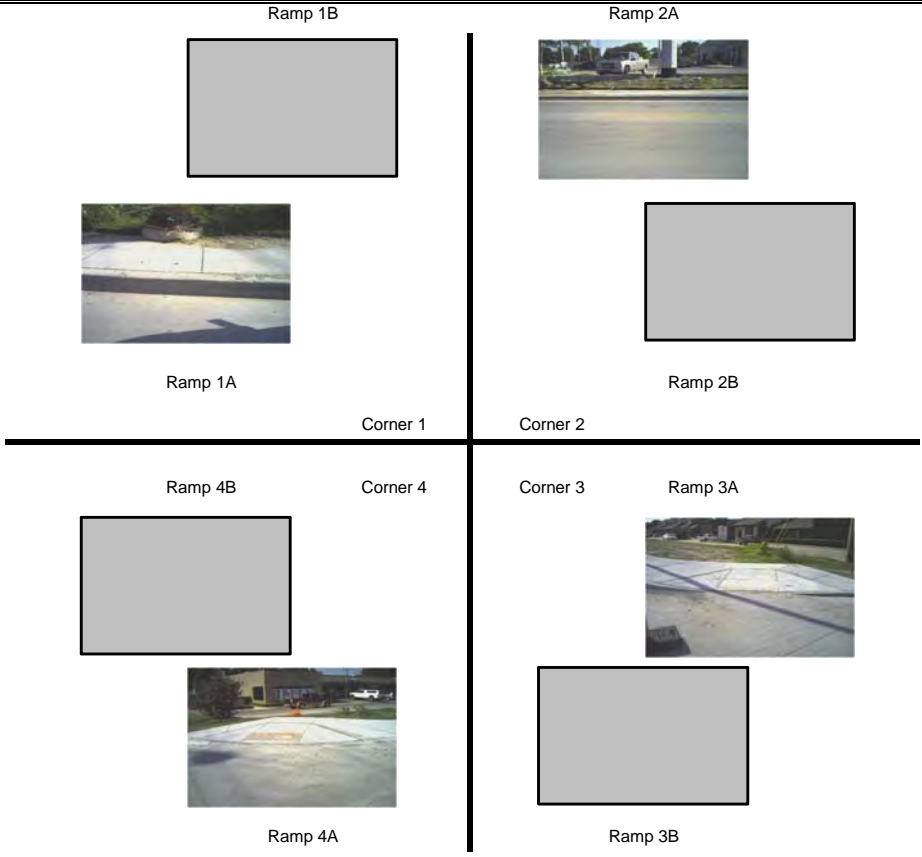 Ramp 1B Ramp 2A
Ramp 1A Ramp 2B
Corner 1 Corner 2
Ramp 4B Corner 4 Corner 3 Ramp 3A
Ramp 4A Ramp 3B